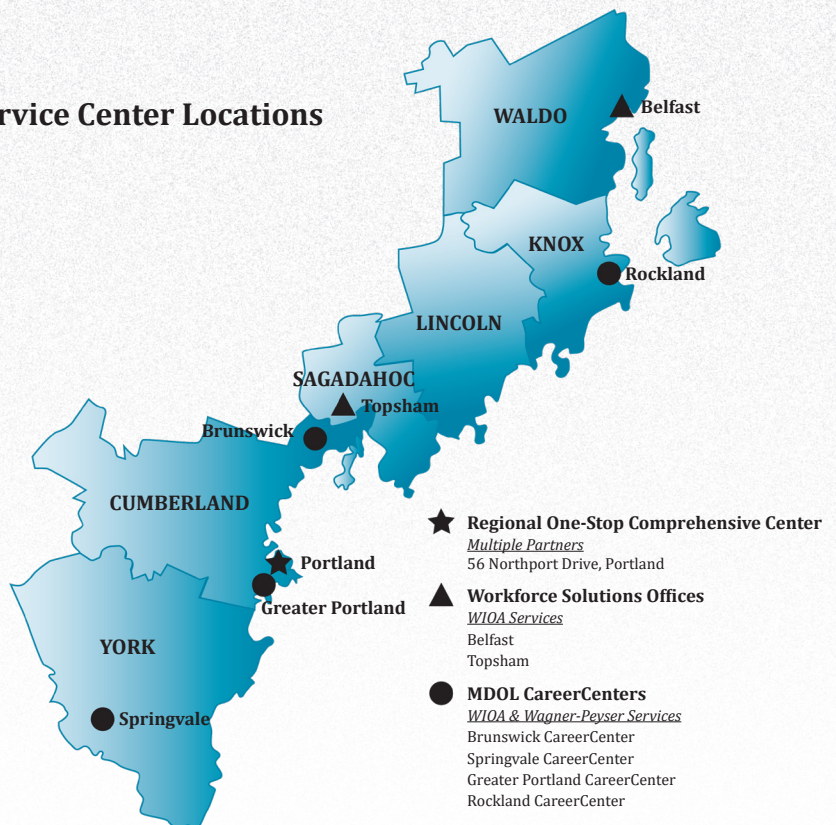 rvice Center Locations
WALDO
Belfast
KNOX
Rockland
LINCOLN
SAGADAHOC
Topsham
Brunswick
CUMBERLAND
Portland
Greater Portland
YORK
Springvale
Regional One-Stop Comprehensive Center
Multiple Partners
56 Northport Drive, Portland
Workforce Solutions Offices
WIOA Services
Belfast
Topsham
MDOL CareerCenters
WIOA & Wagner-Peyser Services
Brunswick CareerCenter
Springvale CareerCenter
Greater Portland CareerCenter
Rockland CareerCenter